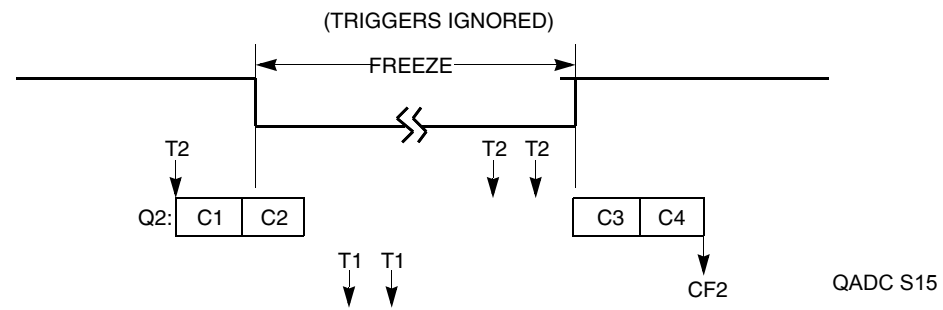 (TRIGGERS IGNORED)
FREEZE
T2
T2 T2
Q2: C1 C2 C3 C4
T1 T1
CF2
QADC S15